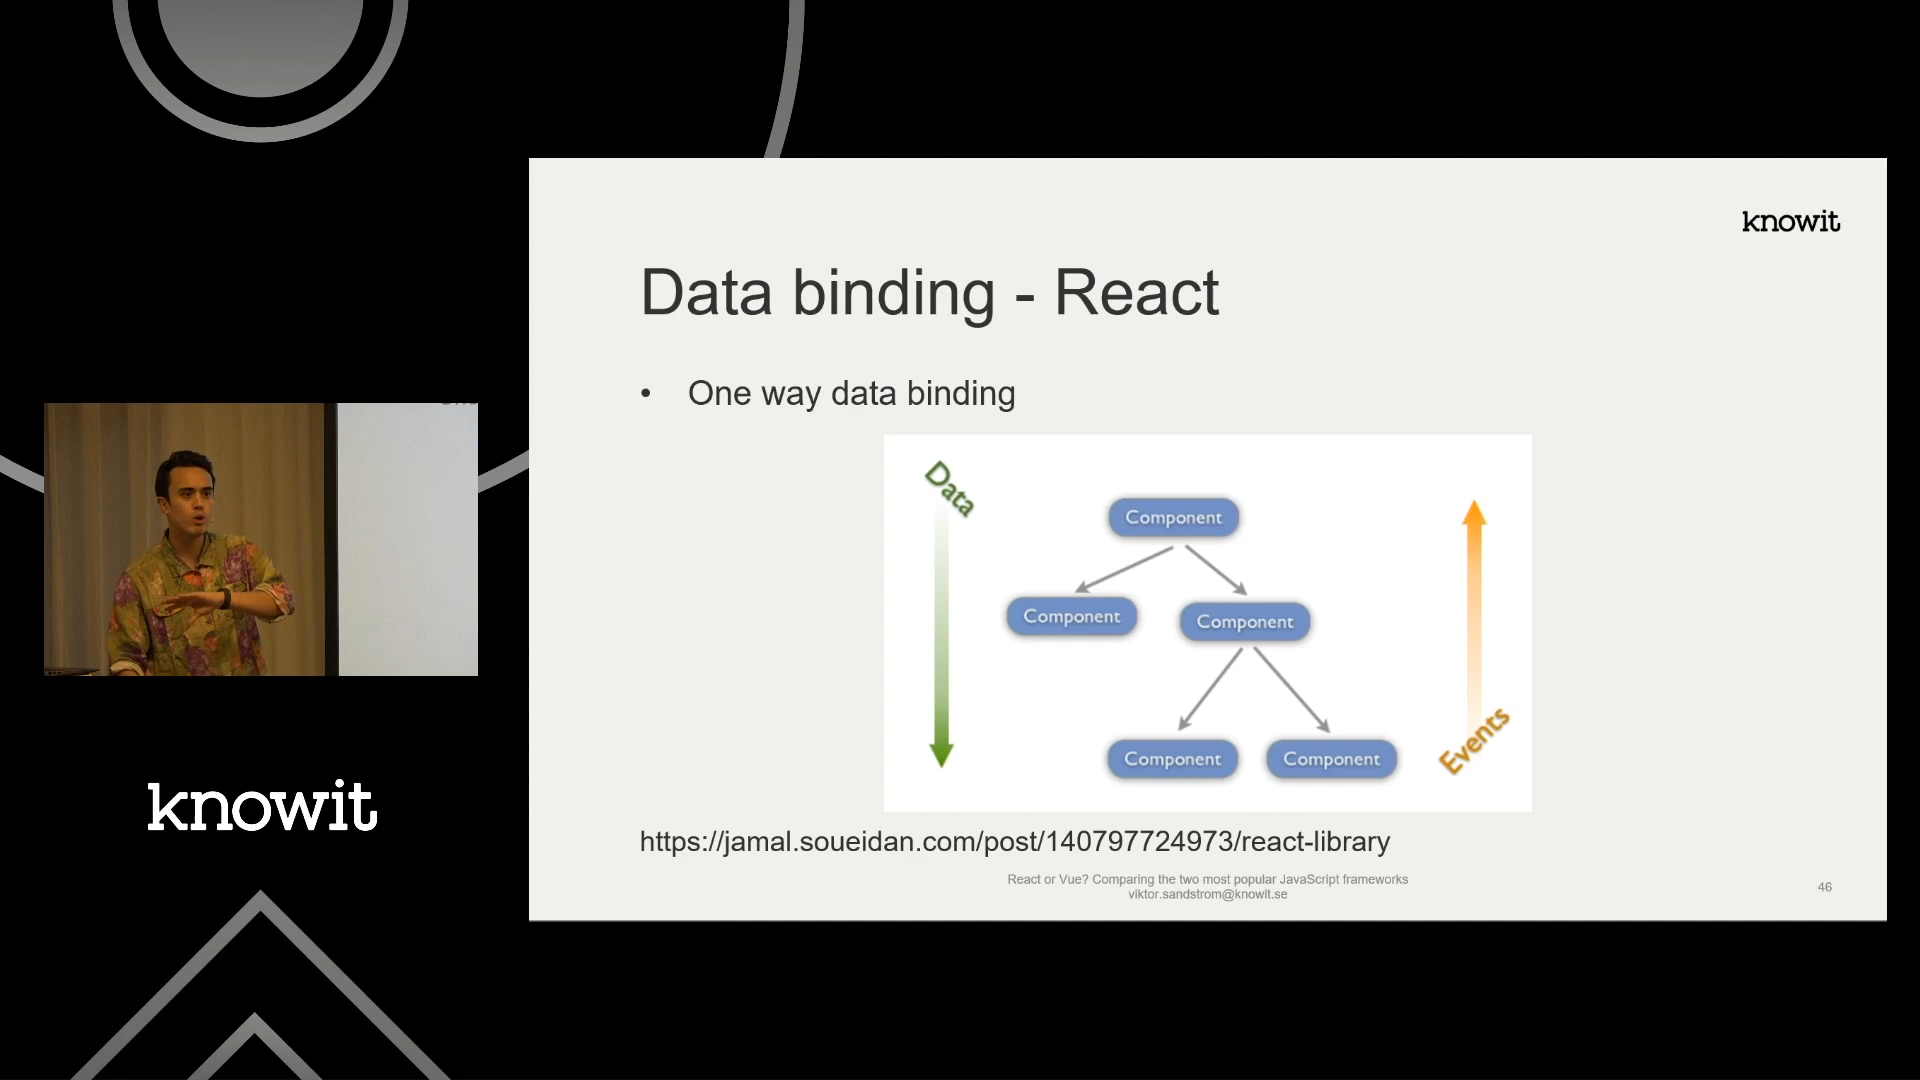 knowit
Data binding - React
• One way data binding
Data
Component
Component
Component
Component
Component
Events
https://jamal.soueidan.com/post/140797724973/react-library
React or Vue? Comparing the two most popular JavaScript frameworks
viktor.sandstrom@knowit.se
46
knowit